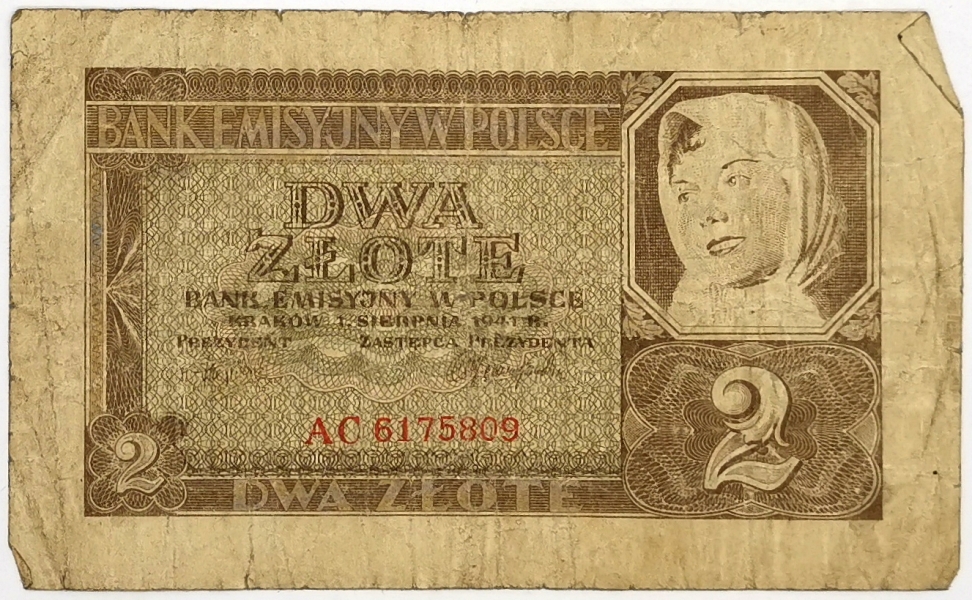 BANK EMISYJNY W POLSCE
DWA
ZŁOTE
BANK EMISYJNY W POLSCE
KRAKÓW 1. SIERPNIA 1941 R.
PREZYDENT ZASTĘPCA PREZYDENTA
AC 6175809
2
2
DWA ZŁOTE